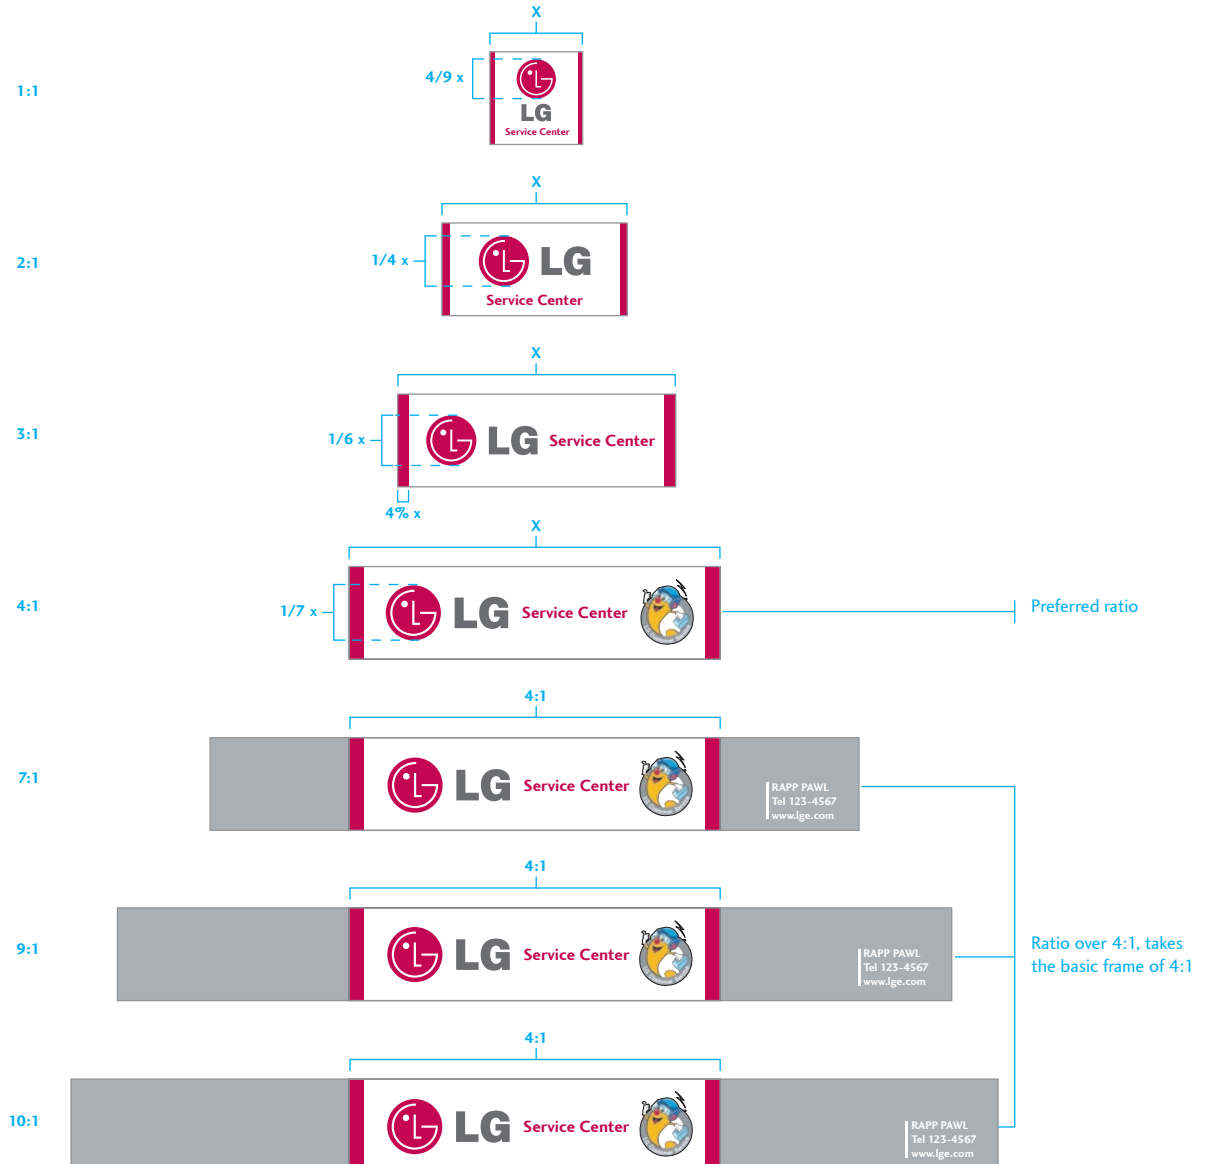 X
1:1
4/9 x
LG
Service Center
X
2:1
1/4 x
LG
Service Center
X
3:1
1/6 x
LG Service Center
4% x
X
4:1
1/7 x
LG Service Center
Preferred ratio
4:1
7:1
LG Service Center
RAPP PAWL
Tel 123-4567
www.lge.com
4:1
9:1
LG Service Center
RAPP PAWL
Tel 123-4567
www.lge.com
Ratio over 4:1, takes
the basic frame of 4:1
4:1
10:1
LG Service Center
RAPP PAWL
Tel 123-4567
www.lge.com